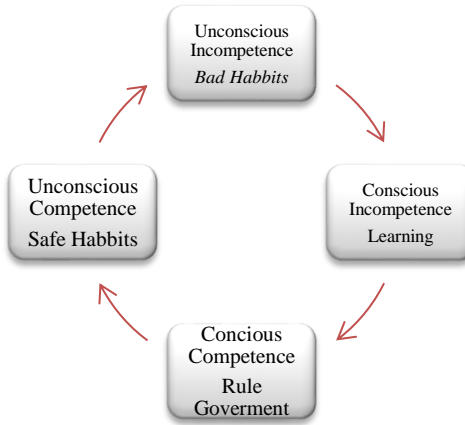 Unconscious
Incompetence
Bad Habbits
Conscious
Incompetence
Learning
Concious
Competence
Rule
Goverment
Unconscious
Competence
Safe Habbits